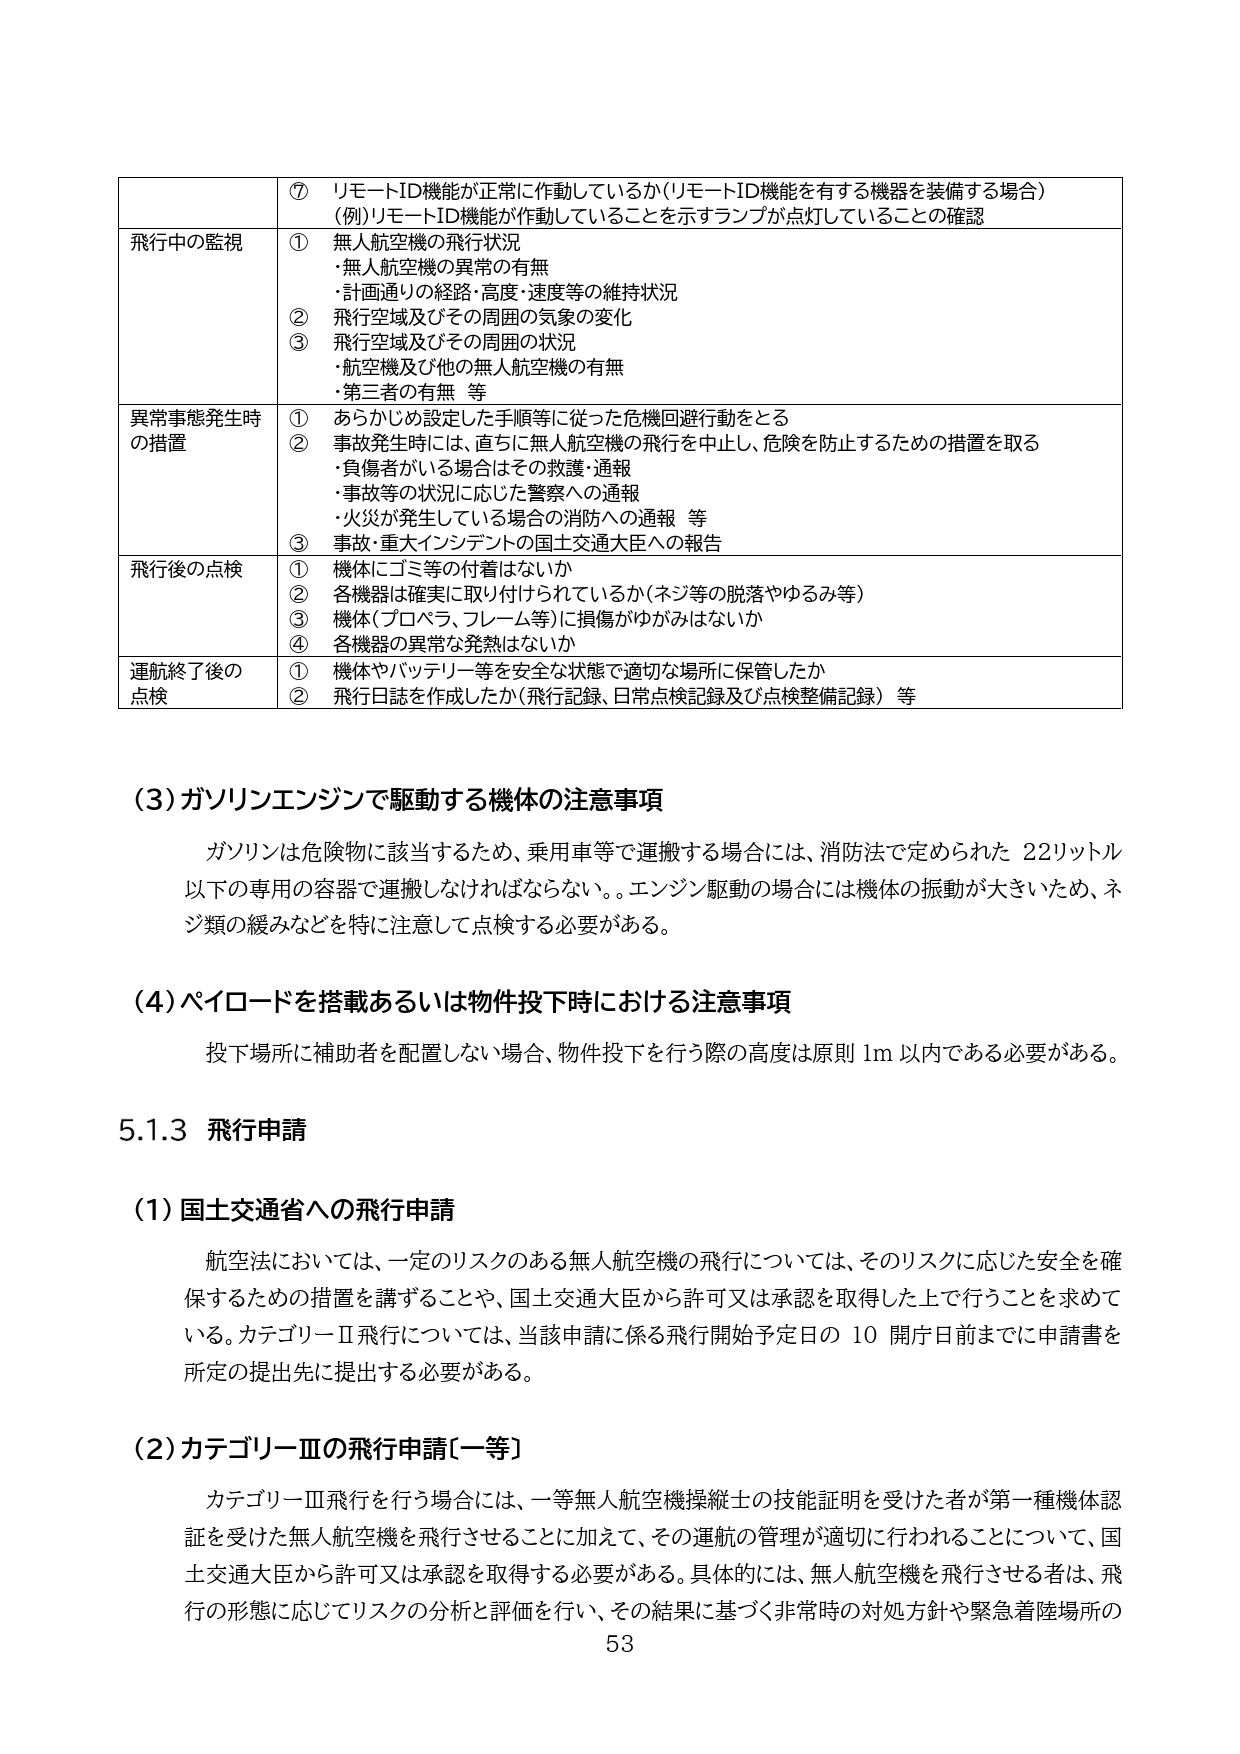 ⑦ リモートID機能が正常に作動しているか(リモートID機能を有する機器を装備する場合)
(例)リモートID機能が作動していることを示すランプが点灯していることの確認
飛行中の監視 ① 無人航空機の飛行状況
・無人航空機の異常の有無
・計画通りの経路・高度・速度等の維持状況
② 飛行空域及びその周囲の気象の変化
③ 飛行空域及びその周囲の状況
・航空機及び他の無人航空機の有無
・第三者の有無 等
異常事態発生時 ① あらかじめ設定した手順等に従った危機回避行動をとる
の措置 ② 事故発生時には、直ちに無人航空機の飛行を中止し、危険を防止するための措置を取る
・負傷者がいる場合はその救護・通報
・事故等の状況に応じた警察への通報
・火災が発生している場合の消防への通報 等
③ 事故・重大インシデントの国土交通大臣への報告
飛行後の点検 ① 機体にゴミ等の付着はないか
② 各機器は確実に取り付けられているか(ネジ等の脱落やゆるみ等)
③ 機体(プロペラ、フレーム等)に損傷がゆがみはないか
④ 各機器の異常な発熱はないか
運航終了後の ① 機体やバッテリー等を安全な状態で適切な場所に保管したか
点検 ② 飛行日誌を作成したか(飛行記録、日常点検記録及び点検整備記録) 等
(3) ガソリンエンジンで駆動する機体の注意事項
ガソリンは危険物に該当するため、乗用車等で運搬する場合には、消防法で定められた 22リットル
以下の専用の容器で運搬しなければならない。。エンジン駆動の場合には機体の振動が大きいため、ネ
ジ類の緩みなどを特に注意して点検する必要がある。
(4) ペイロードを搭載あるいは物件投下時における注意事項
投下場所に補助者を配置しない場合、物件投下を行う際の高度は原則 1m 以内である必要がある。
5.1.3 飛行申請
(1) 国土交通省への飛行申請
航空法においては、一定のリスクのある無人航空機の飛行については、そのリスクに応じた安全を確
保するための措置を講ずることや、国土交通大臣から許可又は承認を取得した上で行うことを求めて
いる。カテゴリーⅡ飛行については、当該申請に係る飛行開始予定日の 10 開庁日前までに申請書を
所定の提出先に提出する必要がある。
(2) カテゴリーⅢの飛行申請〔一等〕
カテゴリーⅢ飛行を行う場合には、一等無人航空機操縦士の技能証明を受けた者が第一種機体認
証を受けた無人航空機を飛行させることに加えて、その運航の管理が適切に行われることについて、国
土交通大臣から許可又は承認を取得する必要がある。具体的には、無人航空機を飛行させる者は、飛
行の形態に応じてリスクの分析と評価を行い、その結果に基づく非常時の対処方針や緊急着陸場所の
53